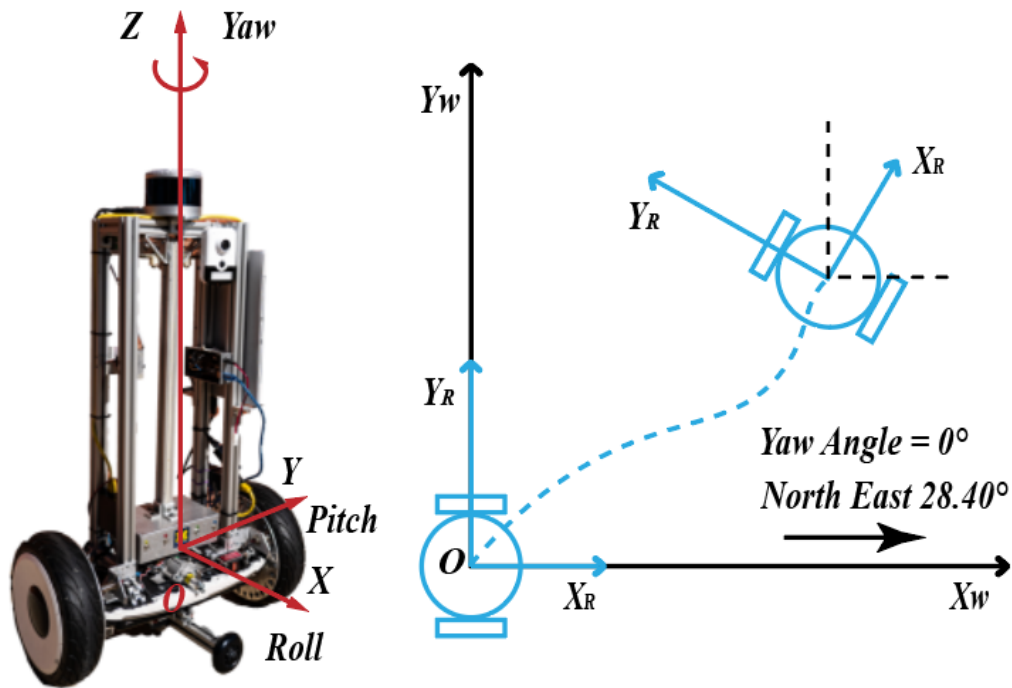 Z Yaw
Y
Pitch
X
O
Roll
Yw
YR
XR
YR
O
XR
Xw
Yaw Angle = 0°
North East 28.40°